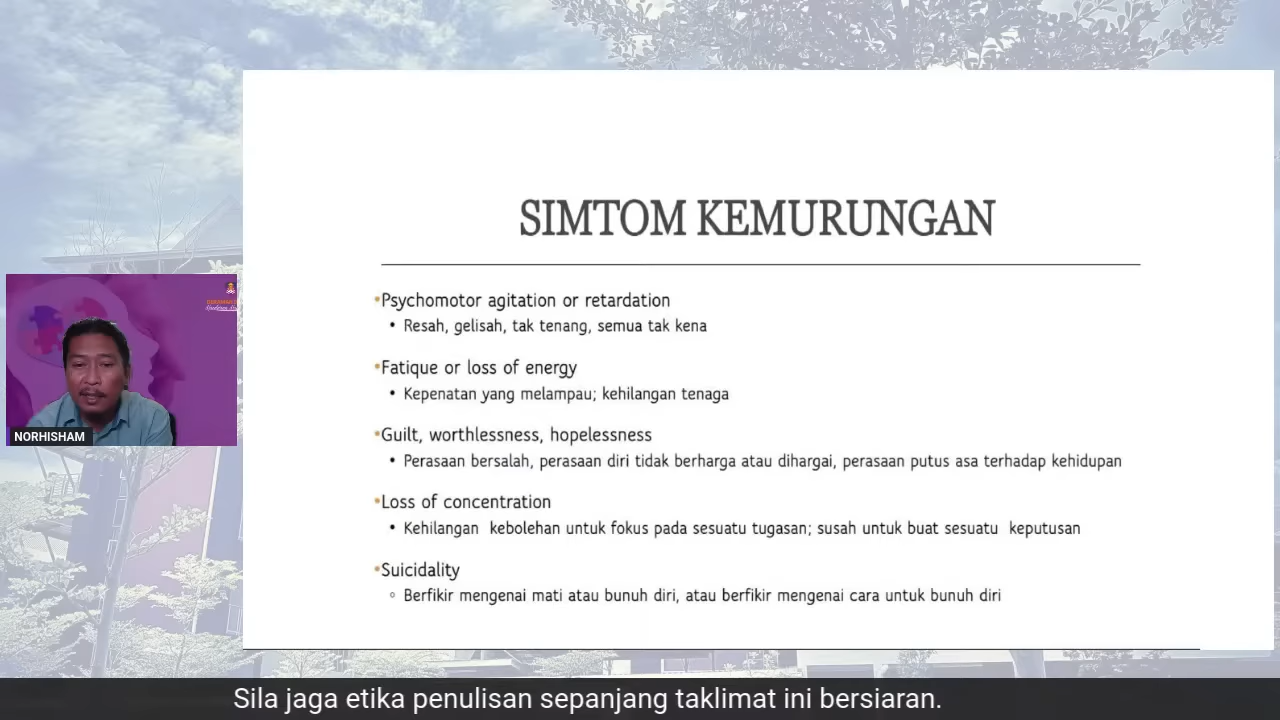 SIMTOM KEMURUNGAN
•Psychomotor agitation or retardation
• Resah, gelisah, tak tenang, semua tak kena
•Fatique or loss of energy
• Kepenatan yang melampau; kehilangan tenaga
•Guilt, worthlessness, hopelessness
• Perasaan bersalah, perasaan diri tidak berharga atau dihargai, perasaan putus asa terhadap kehidupan
•Loss of concentration
• Kehilangan kebolehan untuk fokus pada sesuatu tugasan; susah untuk buat sesuatu keputusan
•Suicidality
◦ Berfikir mengenai mati atau bunuh diri, atau berfikir mengenai cara untuk bunuh diri
NORHISHAM
Sila jaga etika penulisan sepanjang taklimat ini bersiaran.